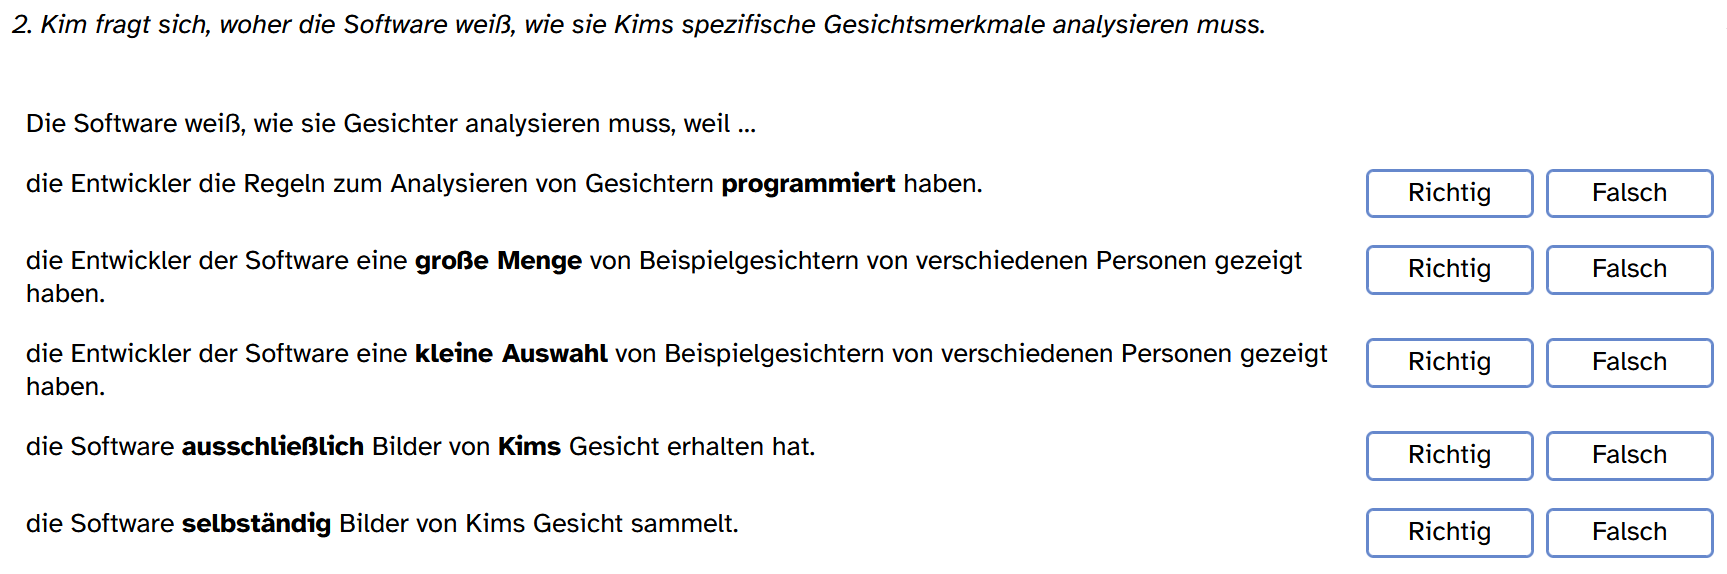 2. Kim fragt sich, woher die Software weiß, wie sie Kims spezifische Gesichtsmerkmale analysieren muss.
Die Software weiß, wie sie Gesichter analysieren muss, weil ...
die Entwickler die Regeln zum Analysieren von Gesichtern programmiert haben.
Richtig Falsch
die Entwickler der Software eine große Menge von Beispielgesichtern von verschiedenen Personen gezeigt
haben.
Richtig Falsch
die Entwickler der Software eine kleine Auswahl von Beispielgesichtern von verschiedenen Personen gezeigt
haben.
Richtig Falsch
die Software ausschließlich Bilder von Kims Gesicht erhalten hat.
Richtig Falsch
die Software selbständig Bilder von Kims Gesicht sammelt.
Richtig Falsch